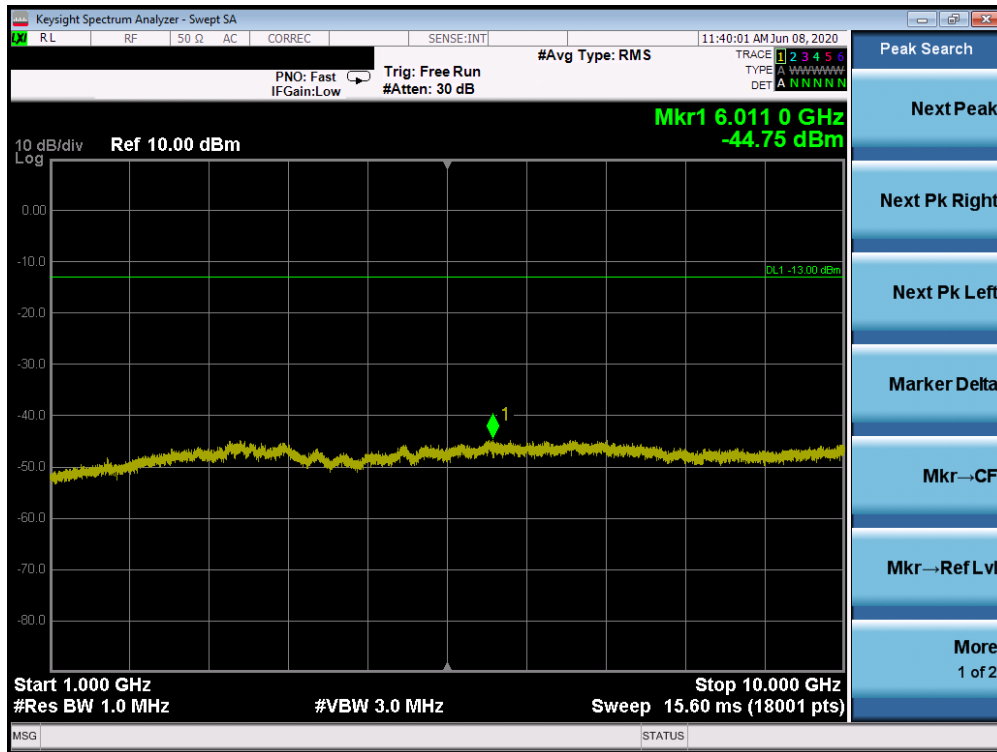 Keysight Spectrum Analyzer - Swept SA
LXI RL RF 50 Ω AC CORREC SENSE:INT 11:40:01 AM Jun 08, 2020
#Avg Type: RMS
TRACE 1 2 3 4 5 6
PNO: Fast Trig: Free Run TYPE A WWWWW
IFGain:Low #Atten: 30 dB DET A N N N N N
Mkr1 6.011 0 GHz
-44.75 dBm
10 dB/div Ref 10.00 dBm
Log
0.00
-10.0
DL1 -13.00 dBm
-20.0
-30.0
-40.0
1
-50.0
-60.0
-70.0
-80.0
Start 1.000 GHz Stop 10.000 GHz
#Res BW 1.0 MHz #VBW 3.0 MHz Sweep 15.60 ms (18001 pts)
MSG STATUS
Peak Search
Next Peak
Next Pk Right
Next Pk Left
Marker Delta
Mkr→CF
Mkr→Ref Lvl
More
1 of 2